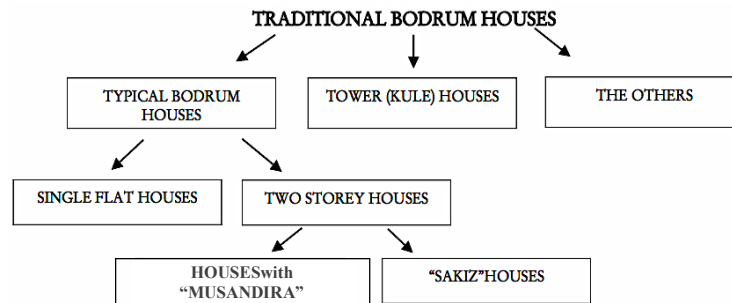 TRADITIONAL BODRUM HOUSES
TYPICAL BODRUM
HOUSES
TOWER (KULE) HOUSES
THE OTHERS
SINGLE FLAT HOUSES
TWO STOREY HOUSES
HOUSESwith
“MUSANDIRA”
“SAKIZ”HOUSES